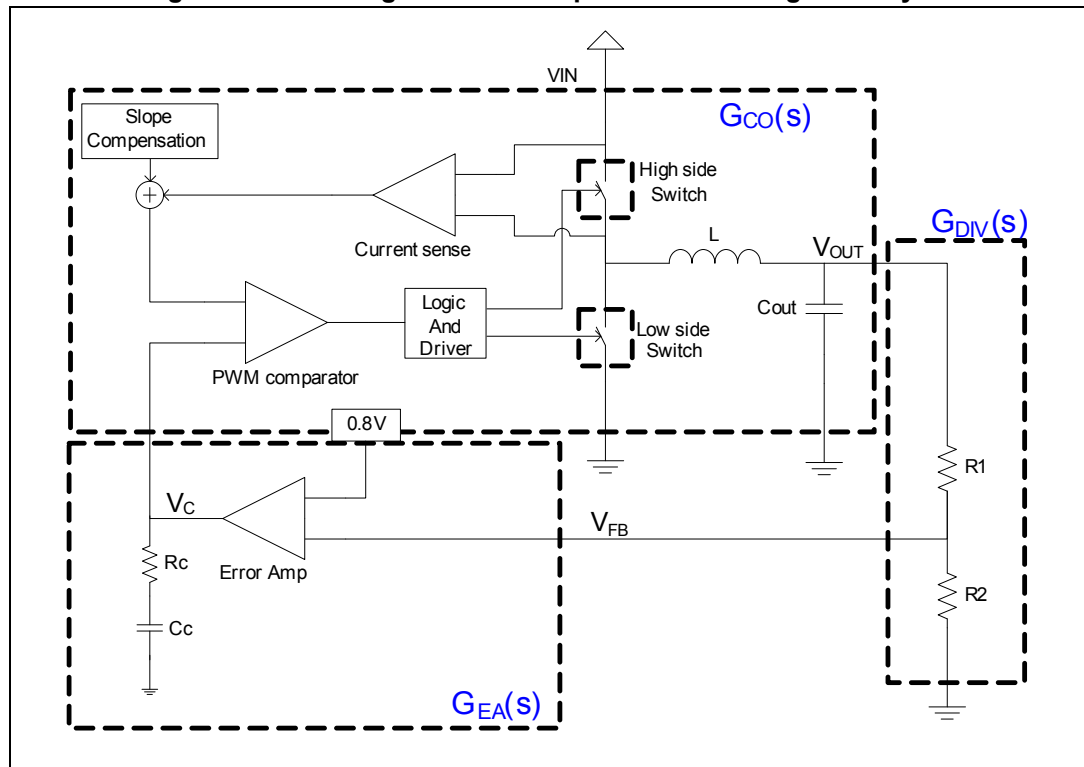 VIN
GCO(s)
Slope
Compensation
High side
Switch
+
Current sense
L
VOUT
GDIV(s)
Cout
Logic
And
Driver
Low side
Switch
PWM comparator
0.8V
R1
VC
VFB
Rc
Error Amp
R2
Cc
GEA(s)